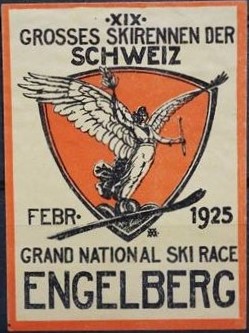 ·XIX·
GROSSES SKIRENNEN DER
SCHWEIZ
FEBR· 1925
GRAND NATIONAL SKI RACE
ENGELBERG